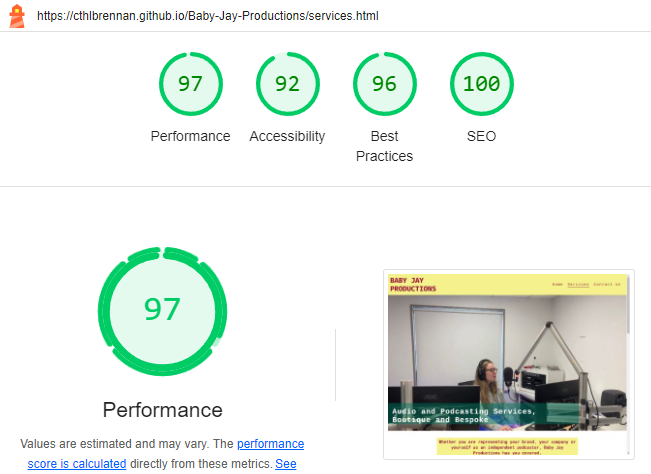 https://cthlbrennan.github.io/Baby-Jay-Productions/services.html
97
92
96
100
Performance
Accessibility
Best
Practices
SEO
97
Performance
Values are estimated and may vary. The performance
score is calculated directly from these metrics. See
BABY JAY
PRODUCTIONS
Home Services Contact Us
Audio and Podcasting Services,
Boutique and Bespoke
Whether you are representing your brand, your company or
yourself as an independent podcaster, Baby Jay
Productions has you covered.